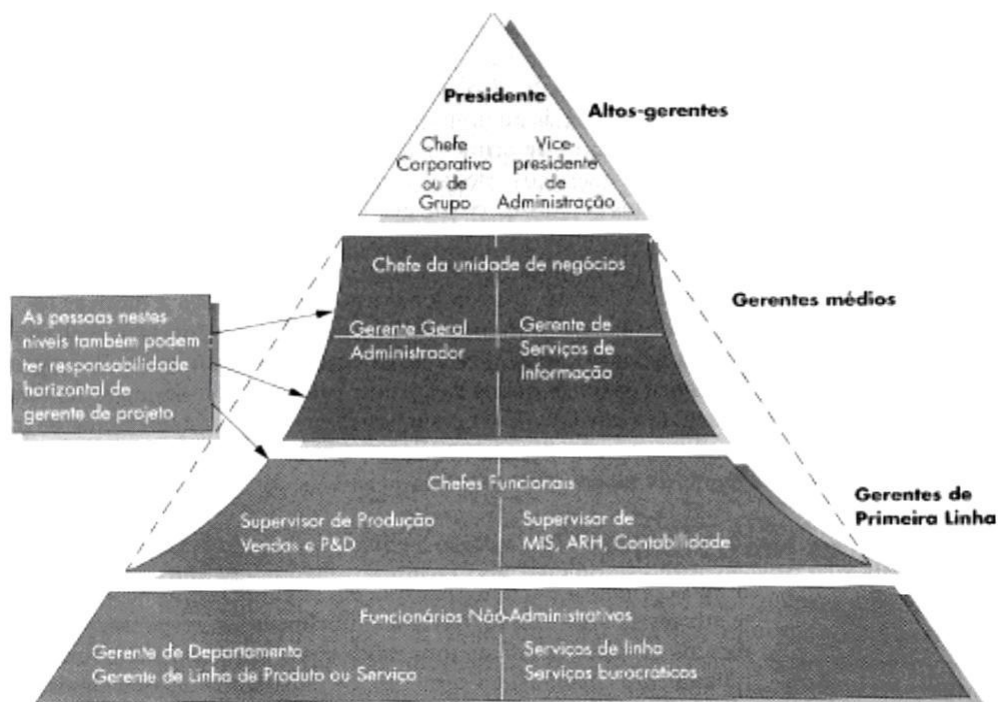 Presidente
Altos-gerentes
Chefe
Corporativo
ou de
Grupo
Vice-
presidente
de
Administração
Chefe da unidade de negócios
Gerentes médios
As pessoas nestes
níveis também podem
ter responsabilidade
horizontal de
gerente de projeto
Gerente Geral
Administrador
Gerente de
Serviços de
Informação
Chefes Funcionais
Gerentes de
Primeira Linha
Supervisor de Produção
Vendas e P&D
Supervisor de
MIS, ARH, Contabilidade
Funcionários Não-Administrativos
Gerente de Departamento
Gerente de Linha de Produto ou Serviço
Serviços de linha
Serviços burocráticos